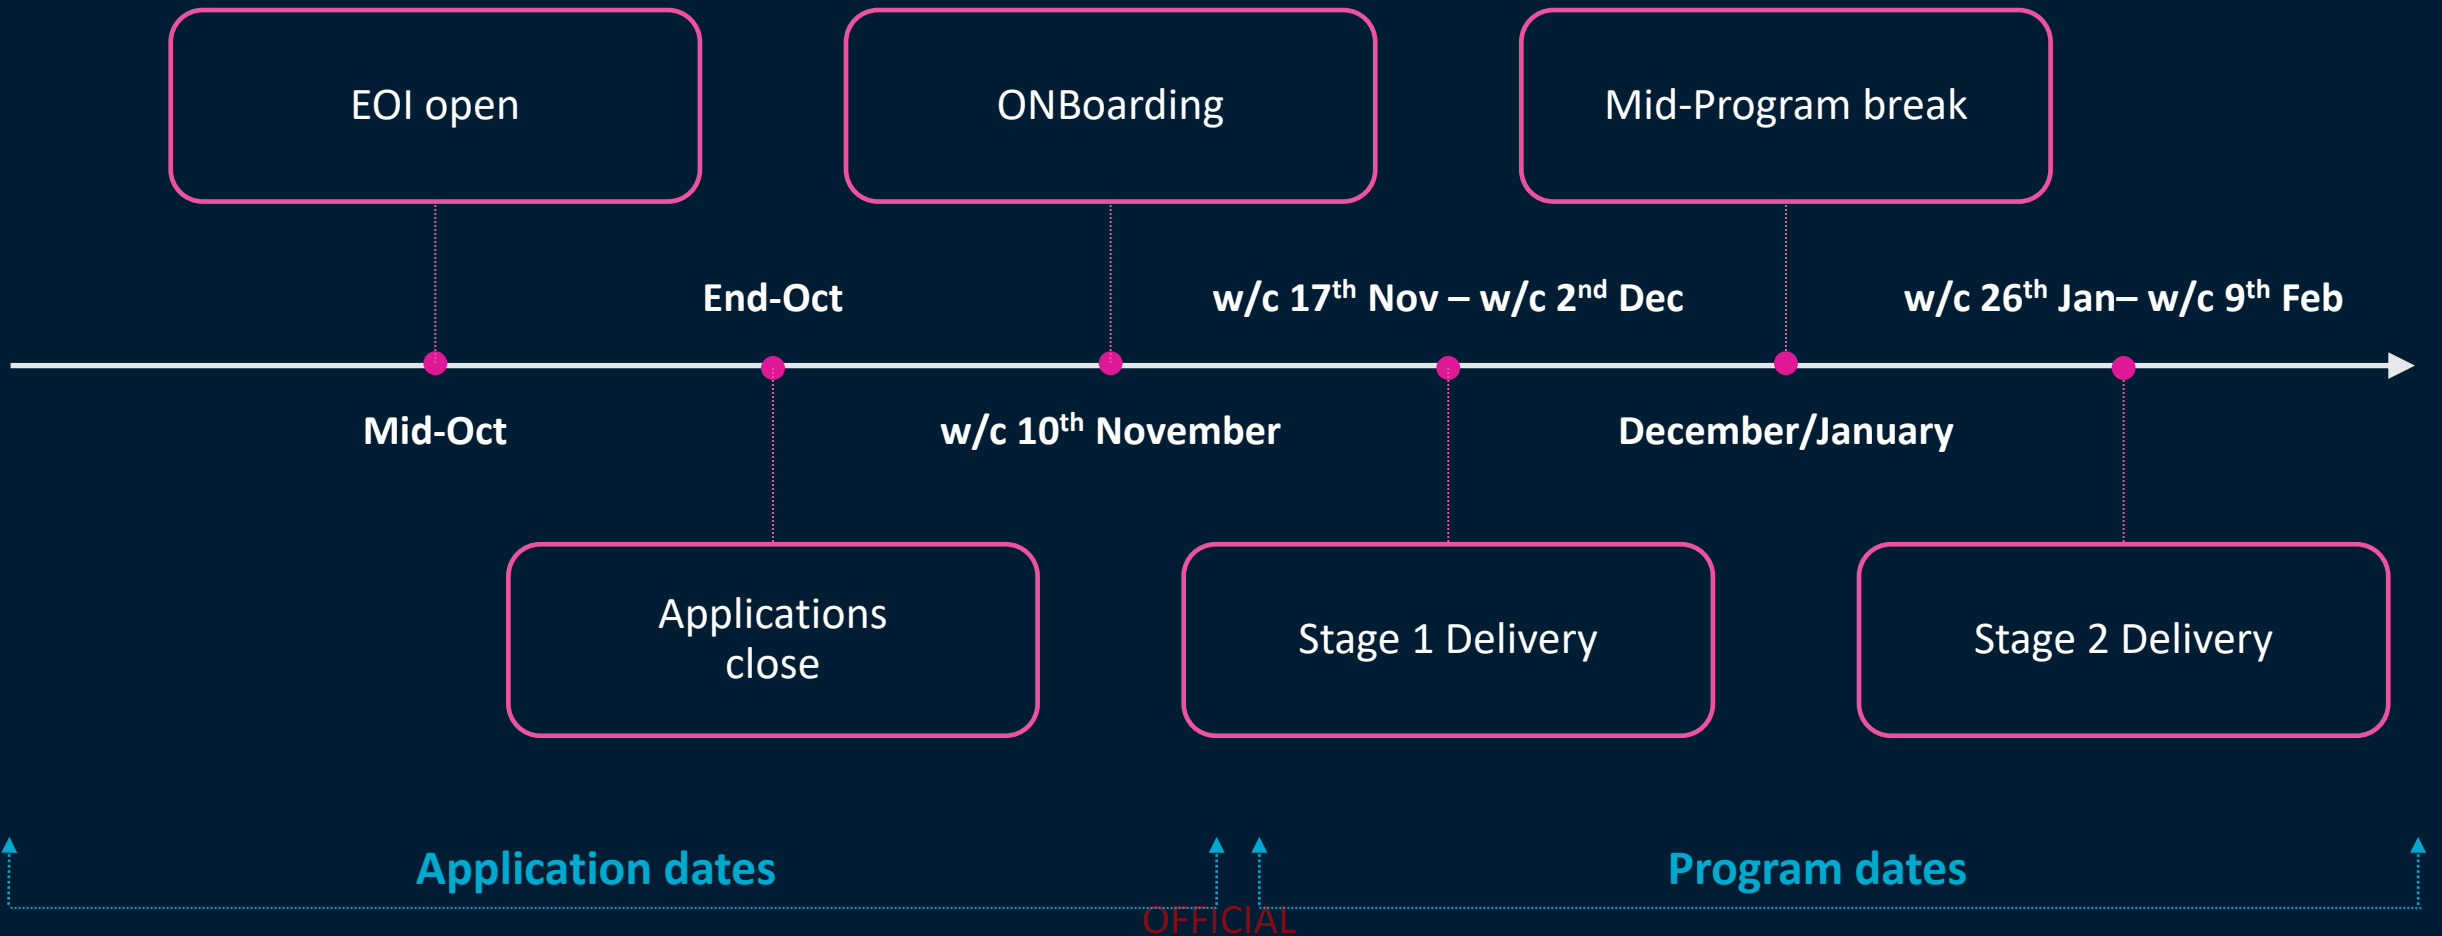 EOI open
ONBoarding
Mid-Program break
End-Oct
w/c 17th Nov – w/c 2nd Dec
w/c 26th Jan– w/c 9th Feb
Mid-Oct
w/c 10th November
December/January
Applications
close
Stage 1 Delivery
Stage 2 Delivery
Application dates
Program dates
OFFICIAL